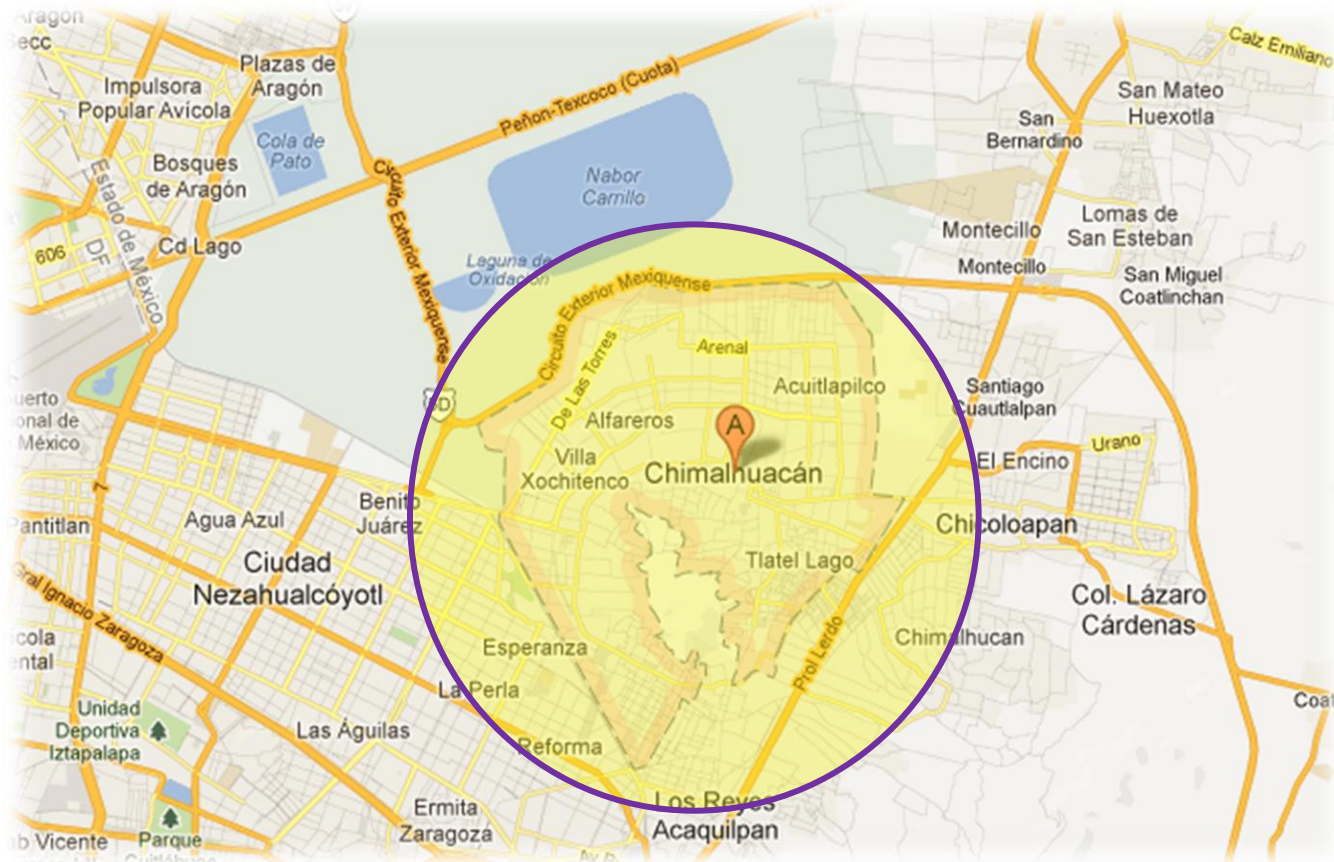 Aragón
Secc
Plazas de
Aragón
Impulsora
Popular Avícola
Cola de
Pato
Bosques
de Aragón
Estado de México
DF
606
Cd Lago
Peñon-Texcoco (Cuota)
Nabor
Carrillo
Circuito Exterior Mexiquense
Laguna de
Oxidación
Circuito Exterior Mexiquense
Calz Emiliano
San Mateo
Huexotla
San
Bernardino
Montecillo
Lomas de
San Esteban
Montecillo
San Miguel
Coatlinchan
De Las Torres
Arenal
Acuitlapilco
Alfareros
A
Villa
Xochitenco
Chimalhuacán
Santiago
Cuautlalpan
Urano
El Encino
Chicoloapan
México
Pantitlan
7
Agua Azul
Benito
Juárez
Ciudad
Nezahualcóyotl
Tlatel Lago
Col. Lázaro
Cárdenas
Gral Ignacio Zaragoza
Esperanza
Chimalhucan
Prol Lerdo
La Perla
Unidad
Deportiva
Iztapalapa
Las Águilas
Reforma
Ermita
Zaragoza
Los Reyes
Acaquilpan
Vicente
Parque